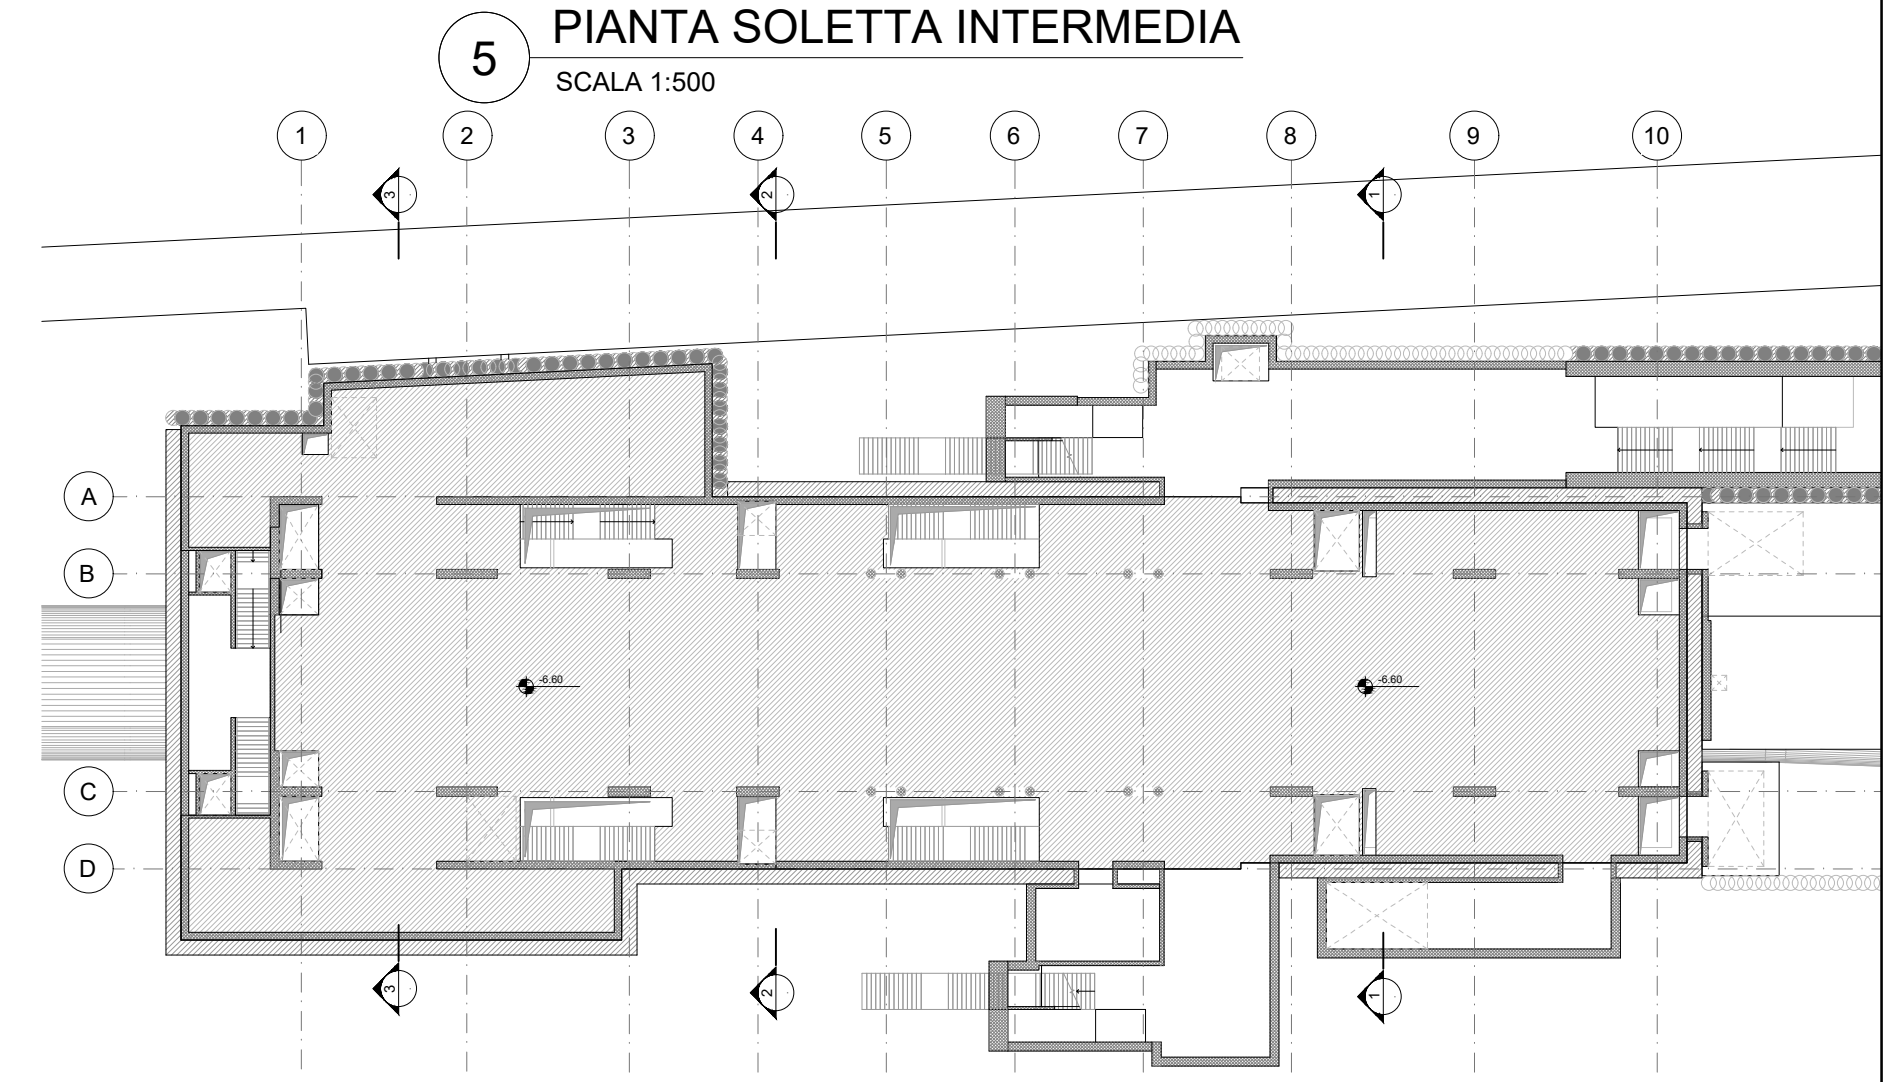 PIANTA SOLETTA INTERMEDIA
5
SCALA 1:500
1 2 3 4 5 6 7 8 9 10
3 2 1
A
B
-6.60 -6.60
C
D
3 2 1